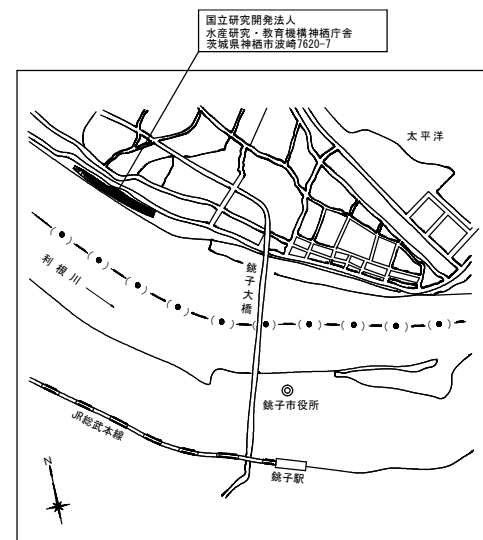 国立研究開発法人
水産研究・教育機構神栖庁舎
茨城県神栖市波崎7620-7
太平洋
銚子大橋
利根川
銚子市役所
JR総武本線
銚子駅
N